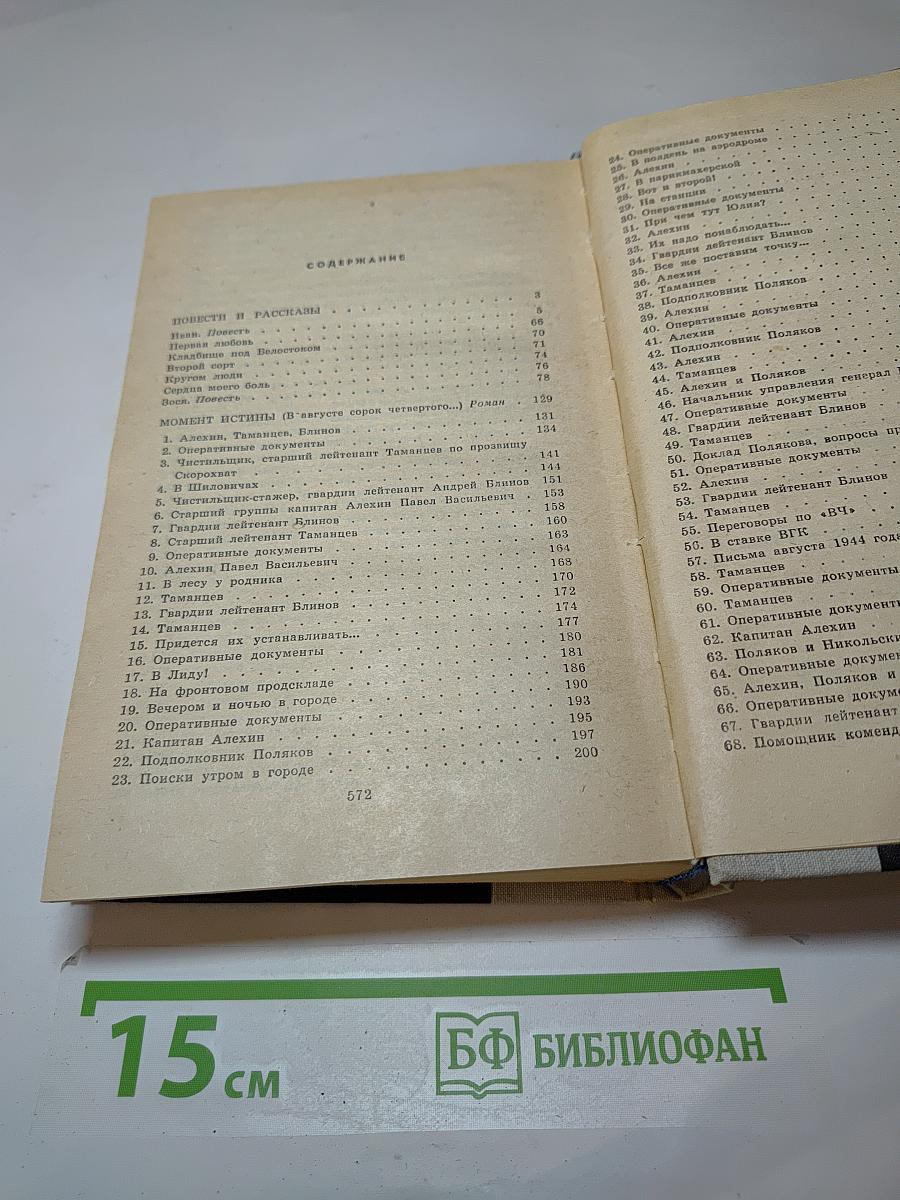 СОДЕРЖАНИЕ
ПОВЕСТИ И РАССКАЗЫ . . . 3
Иван. Повесть . . . 5
Первая любовь . . . 66
Кладбище под Белостоком . . . 70
Второй сорт . . . 71
Кругом люди . . . 74
Сердца моего боль . . . 76
Зося. Повесть . . . 78
МОМЕНТ ИСТИНЫ (В августе сорок четвертого...) Роман . 129
1. Алехин, Таманцев, Блинов . . . 131
2. Оперативные документы . . . 134
3. Чистильщик, старший лейтенант Таманцев по прозвищу
Скорохват . . . 141
4. В Шиловичах . . . 144
5. Чистильщик-стажер, гвардии лейтенант Андрей Блинов 151
6. Старший группы капитан Алехин Павел Васильевич . 153
7. Гвардии лейтенант Блинов . . . 158
8. Старший лейтенант Таманцев . . . 160
9. Оперативные документы . . . 163
10. Алехин Павел Васильевич . . . 164
11. В лесу у родника . . . 168
12. Таманцев . . . 170
13. Гвардии лейтенант Блинов . . . 172
14. Таманцев . . . 174
15. Придется их устанавливать... . . . 177
16. Оперативные документы . . . 180
17. В Лиду! . . . 181
18. На фронтовом продскладе . . . 186
19. Вечером и ночью в городе . . . 190
20. Оперативные документы . . . 193
21. Капитан Алехин . . . 195
22. Подполковник Поляков . . . 197
23. Поиски утром в городе . . . 200
572
24. Оперативные документы
25. В полдень на аэродроме
26. Алехин
27. В парикмахерской
28. Вот и второй!
29. На станции
30. Оперативные документы
31. При чем тут Юлия?
32. Алехин
33. Их надо понаблюдать...
34. Гвардии лейтенант Блинов
35. Все же поставим точку...
36. Алехин
37. Таманцев
38. Подполковник Поляков
39. Алехин
40. Оперативные документы
41. Алехин
42. Подполковник Поляков
43. Алехин
44. Таманцев
45. Алехин и Поляков
46. Начальник управления генерал
47. Оперативные документы
48. Гвардии лейтенант Блинов
49. Таманцев
50. Доклад Полякова, вопросы пр
51. Оперативные документы
52. Алехин
53. Гвардии лейтенант Блинов
54. Таманцев
55. Переговоры по «ВЧ»
56. В ставке ВГК
57. Письма августа 1944 года
58. Таманцев
59. Оперативные документы
60. Таманцев
61. Оперативные документы
62. Капитан Алехин
63. Поляков и Никольски
64. Оперативные докумен
65. Алехин, Поляков и
66. Оперативные докуме
67. Гвардии лейтенант
68. Помощник коменд
15 см
БФ БИБЛИОФАН